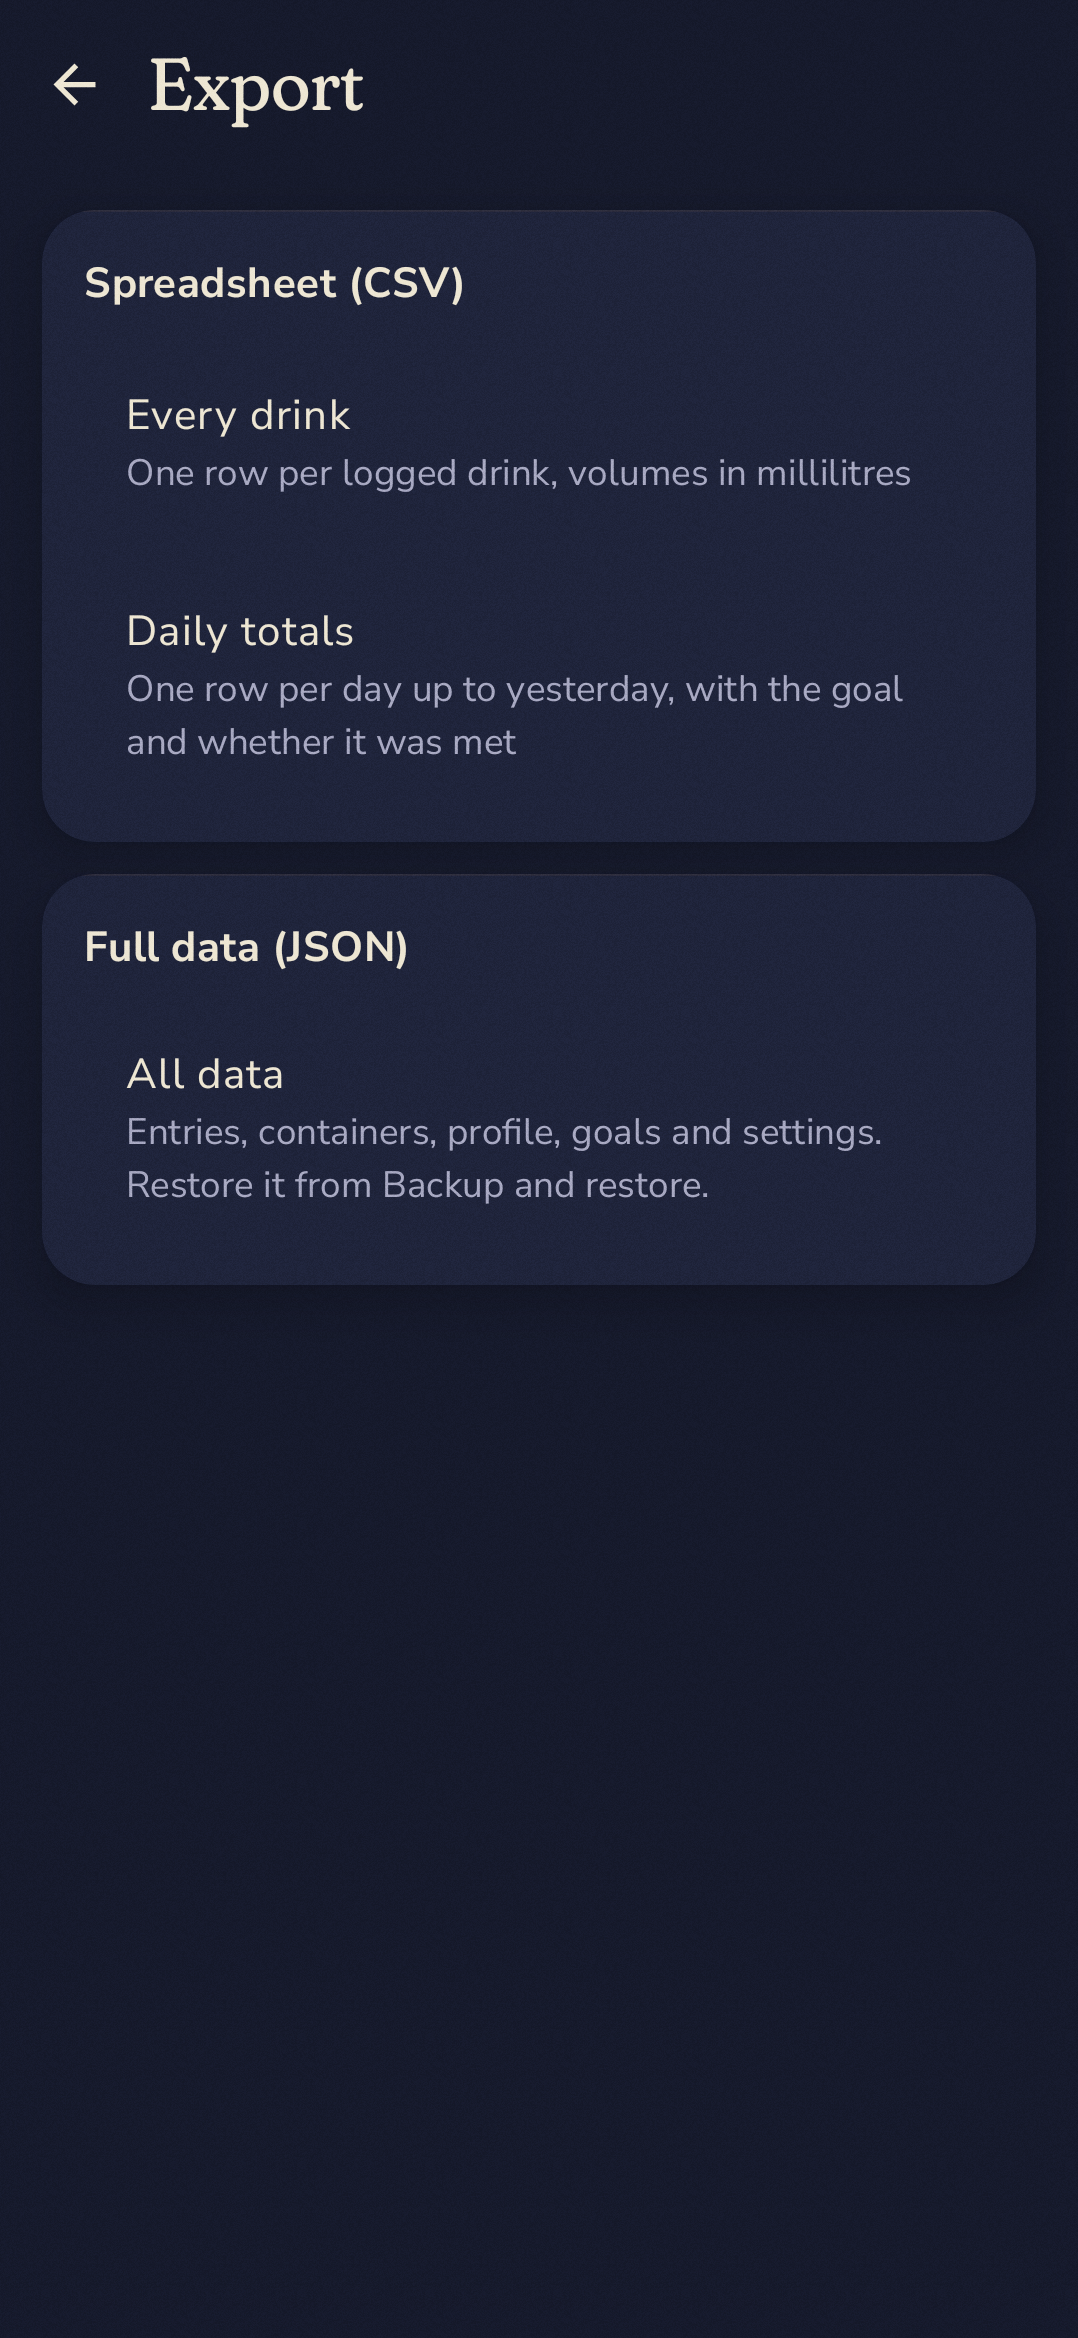 Export
Spreadsheet (CSV)
Every drink
One row per logged drink, volumes in millilitres
Daily totals
One row per day up to yesterday, with the goal
and whether it was met
Full data (JSON)
All data
Entries, containers, profile, goals and settings.
Restore it from Backup and restore.